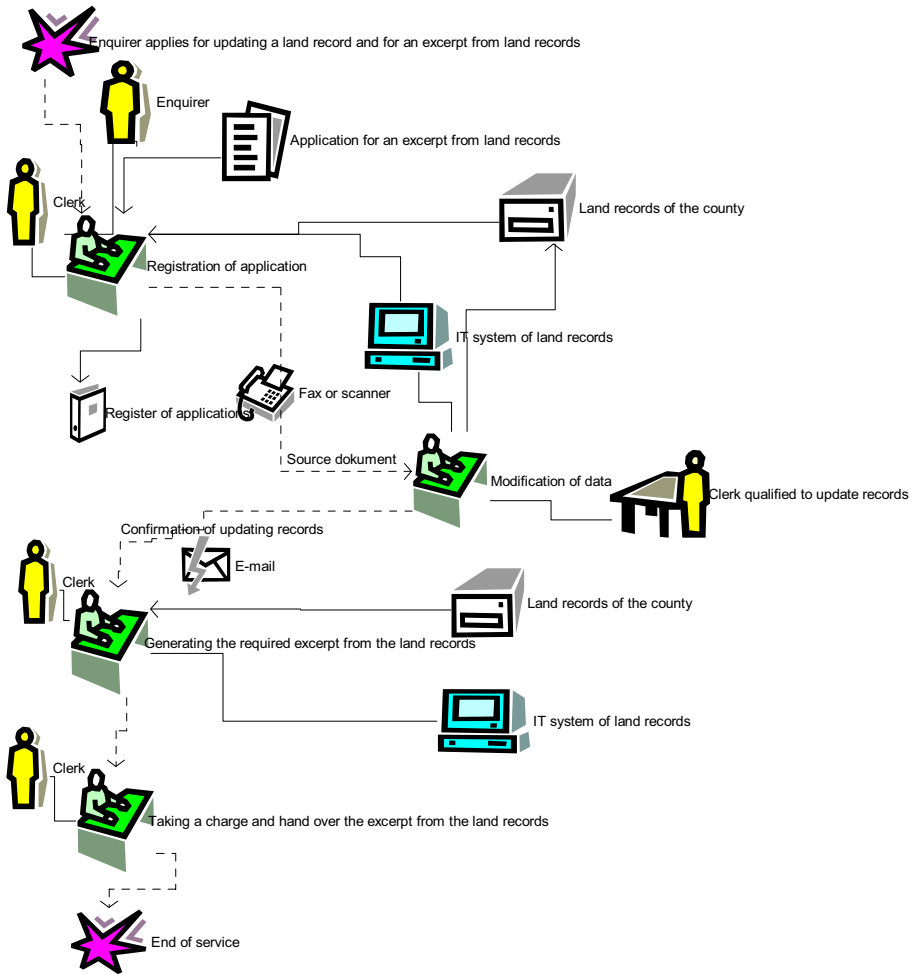 Enquirer applies for updating a land record and for an excerpt from land records
Enquirer
Application for an excerpt from land records
Clerk
Land records of the county
Registration of application
IT system of land records
Fax or scanner
Register of applications
Source dokument
Modification of data
Clerk qualified to update records
Confirmation of updating records
E-mail
Clerk
Land records of the county
Generating the required excerpt from the land records
IT system of land records
Clerk
Taking a charge and hand over the excerpt from the land records
End of service